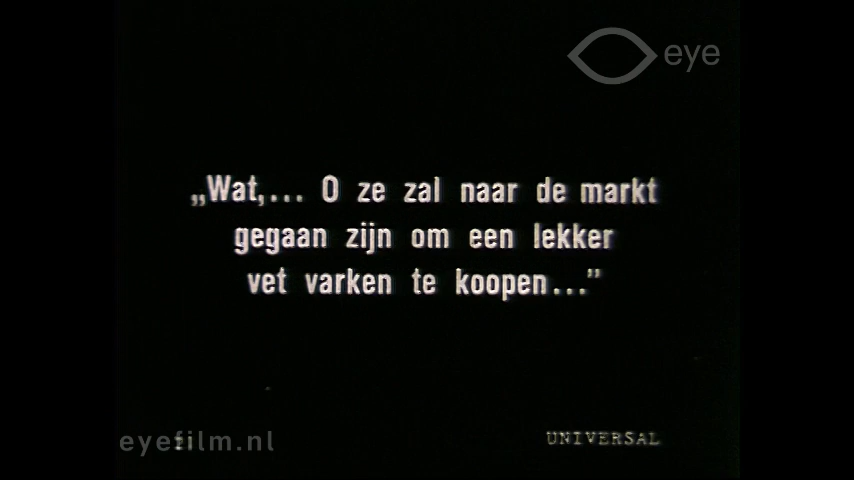 eye
„Wat,... O ze zal naar de markt
gegaan zijn om een lekker
vet varken te koopen...”
eyefilm.nl
UNIVERSAL